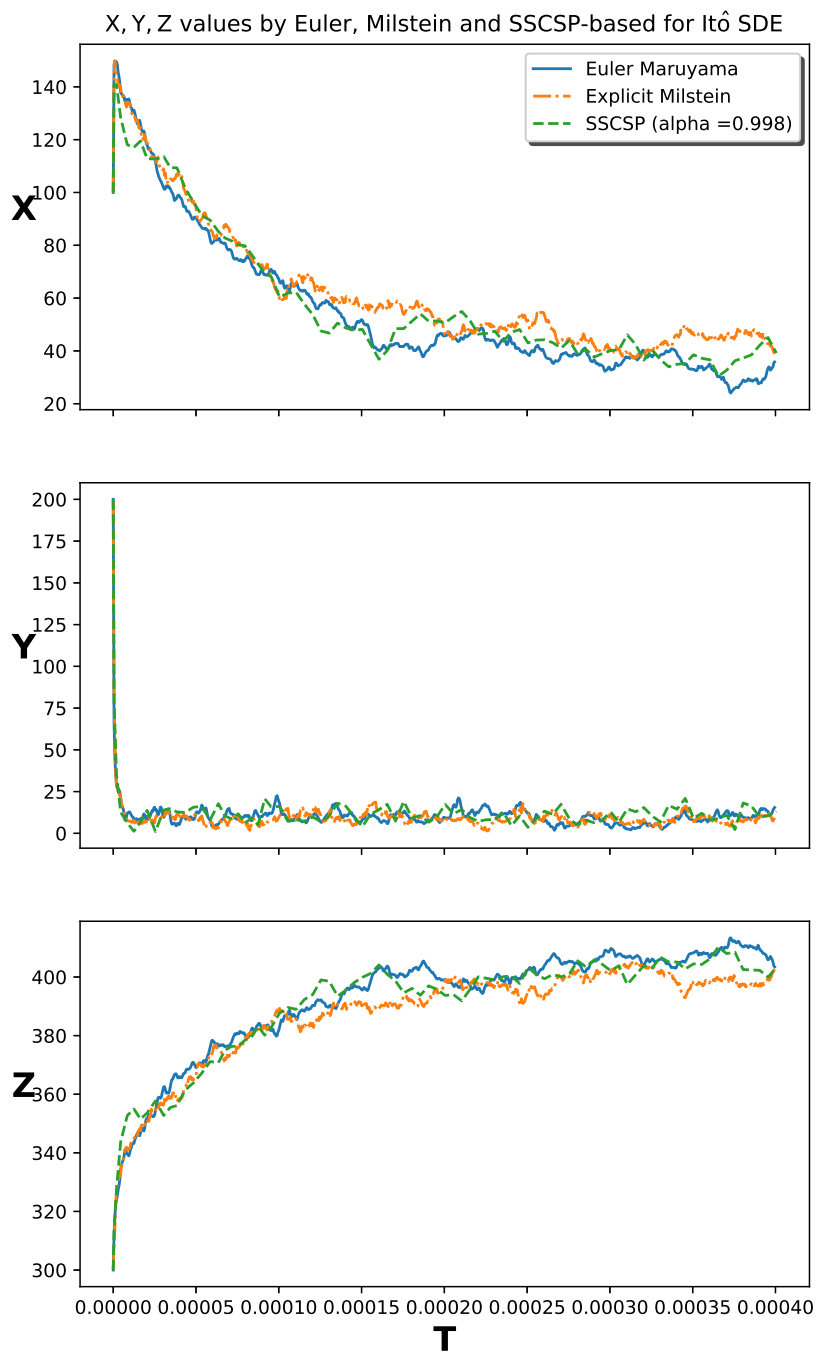 X, Y, Z values by Euler, Milstein and SSCSP-based for Itô SDE
Euler Maruyama
Explicit Milstein
SSCSP (alpha =0.998)
140
120
100
80
60
40
20
X
200
175
150
125
100
75
50
25
0
Y
400
380
360
340
320
300
Z
0.00000 0.00005 0.00010 0.00015 0.00020 0.00025 0.00030 0.00035 0.00040
T